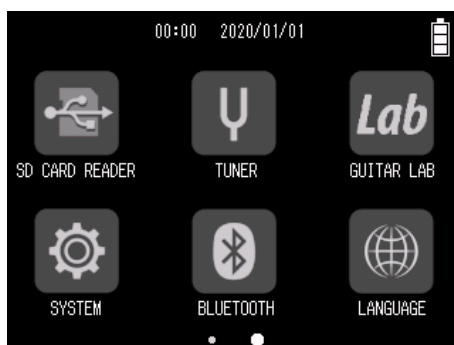 00:00 2020/01/01
Lab
SD CARD READER TUNER GUITAR LAB
SYSTEM BLUETOOTH LANGUAGE